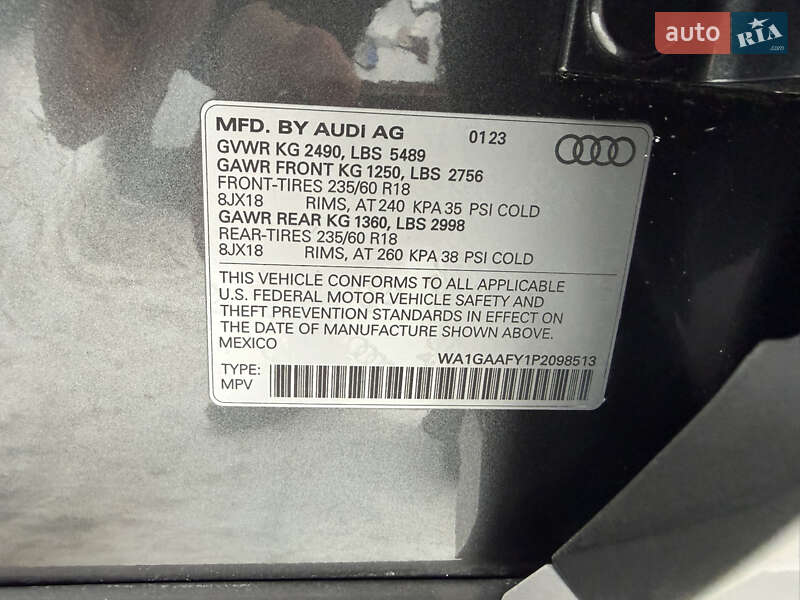 auto RIA.com
MFD. BY AUDI AG 0123
GVWR KG 2490, LBS 5489
GAWR FRONT KG 1250, LBS 2756
FRONT-TIRES 235/60 R18
8JX18 RIMS, AT 240 KPA 35 PSI COLD
GAWR REAR KG 1360, LBS 2998
REAR-TIRES 235/60 R18
8JX18 RIMS, AT 260 KPA 38 PSI COLD
THIS VEHICLE CONFORMS TO ALL APPLICABLE
U.S. FEDERAL MOTOR VEHICLE SAFETY AND
THEFT PREVENTION STANDARDS IN EFFECT ON
THE DATE OF MANUFACTURE SHOWN ABOVE.
MEXICO
WA1GAAFY1P2098513
TYPE:
MPV